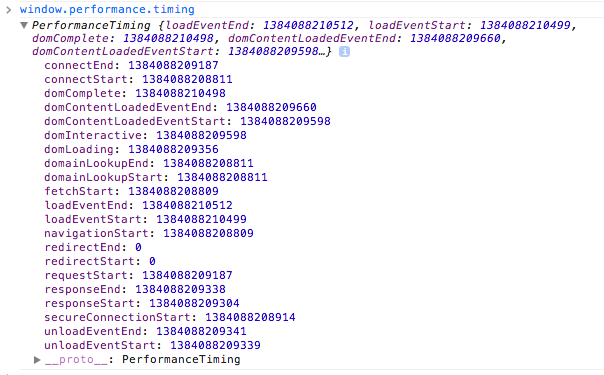 > window.performance.timing
▼ PerformanceTiming {loadEventEnd: 1384088210512, loadEventStart: 1384088210499,
domComplete: 1384088210498, domContentLoadedEventEnd: 1384088209660,
domContentLoadedEventStart: 1384088209598…} i
connectEnd: 1384088209187
connectStart: 1384088208811
domComplete: 1384088210498
domContentLoadedEventEnd: 1384088209660
domContentLoadedEventStart: 1384088209598
domInteractive: 1384088209598
domLoading: 1384088209356
domainLookupEnd: 1384088208811
domainLookupStart: 1384088208811
fetchStart: 1384088208809
loadEventEnd: 1384088210512
loadEventStart: 1384088210499
navigationStart: 1384088208809
redirectEnd: 0
redirectStart: 0
requestStart: 1384088209187
responseEnd: 1384088209338
responseStart: 1384088209304
secureConnectionStart: 1384088208914
unloadEventEnd: 1384088209341
unloadEventStart: 1384088209339
▶ __proto__: PerformanceTiming